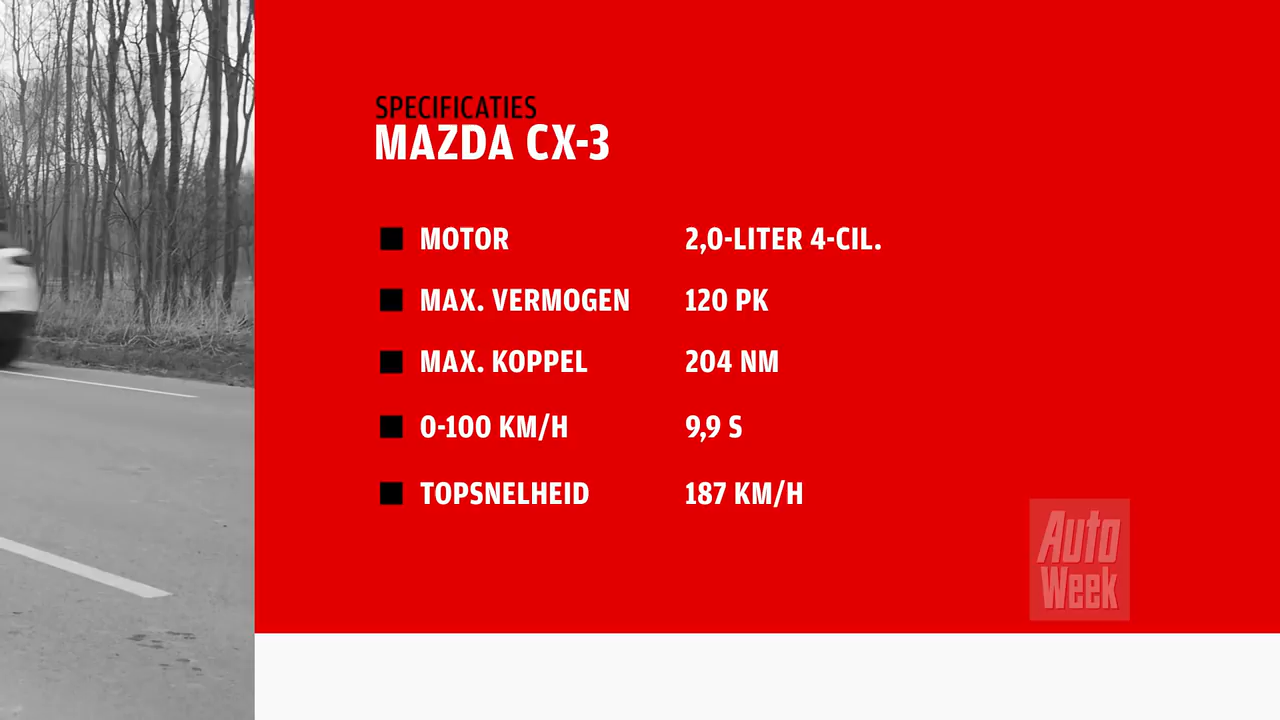 SPECIFICATIES
MAZDA CX-3
MOTOR 2,0-LITER 4-CIL.
MAX. VERMOGEN 120 PK
MAX. KOPPEL 204 NM
0-100 KM/H 9,9 S
TOPSNELHEID 187 KM/H
Auto
Week